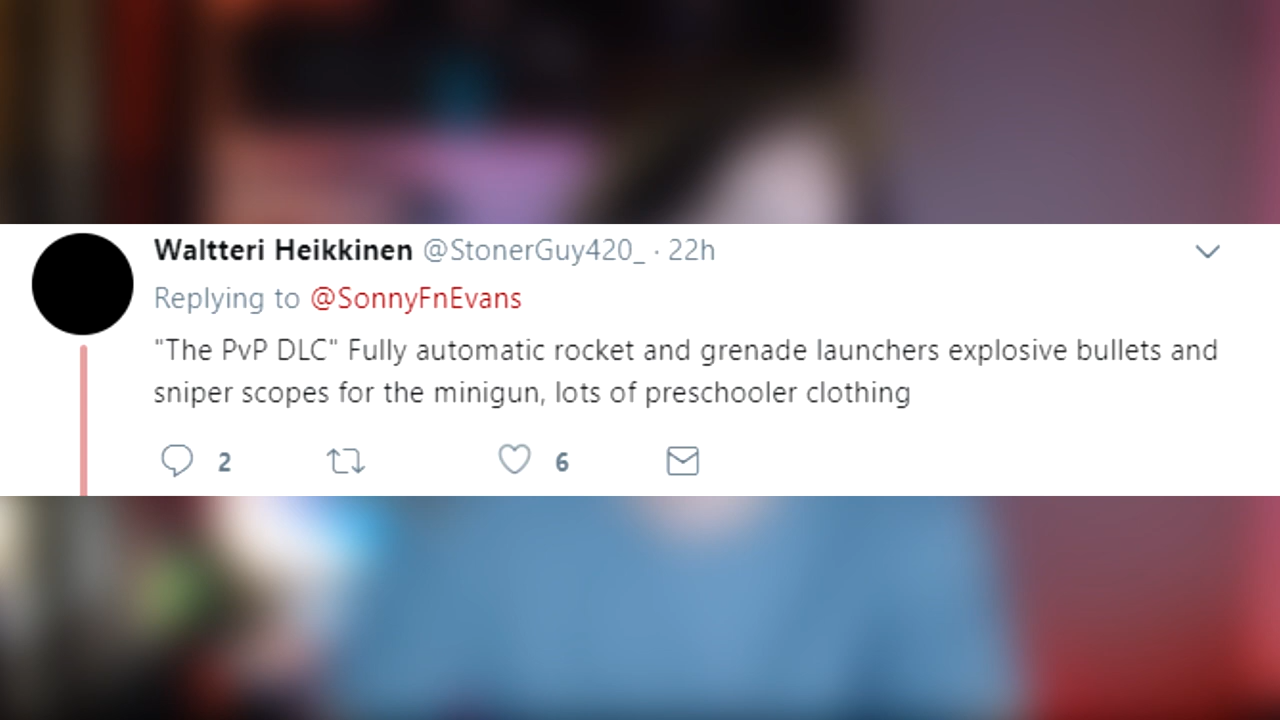 Waltteri Heikkinen @StonerGuy420_ · 22h
Replying to @SonnyFnEvans
"The PvP DLC" Fully automatic rocket and grenade launchers explosive bullets and
sniper scopes for the minigun, lots of preschooler clothing
2 6